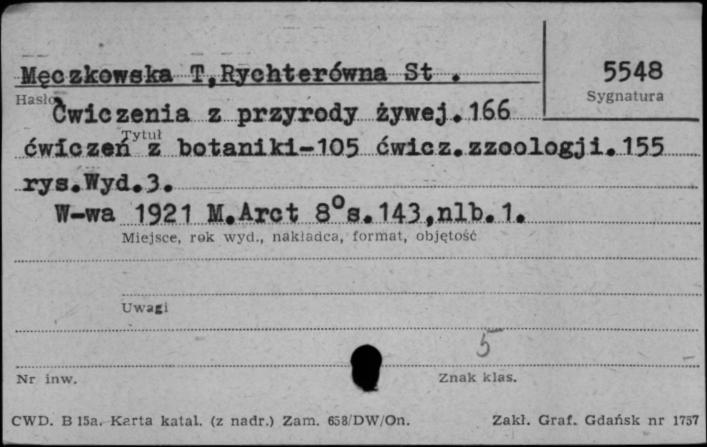 Męczkowska T,Rychterówna St . 5548
Hasło Sygnatura
Ćwiczenia z przyrody żywej.166
Tytuł
ćwiczeń z botaniki-105 ćwicz.zzoologji.155
rys.Wyd.3.
W-wa 1921 M.Arct 8°s.143,nlb.1.
Miejsce, rok wyd., nakładca, format, objętość
Uwagi
5
Nr inw. Znak klas.
CWD. B 15a. Karta katal. (z nadr.) Zam. 658/DW/On. Zakł. Graf. Gdańsk nr 1757